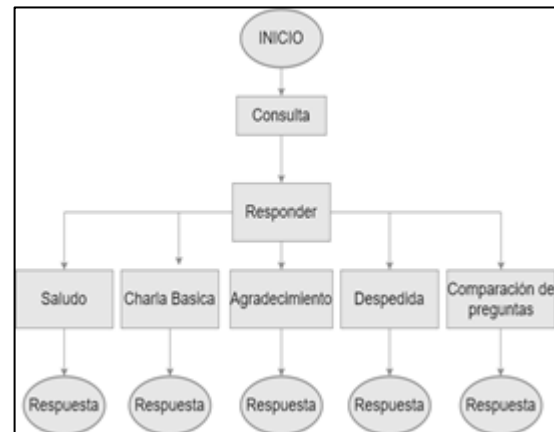 INICIO
Consulta
Responder
Saludo
Charla Basica
Agradecimiento
Despedida
Comparación de
preguntas
Respuesta
Respuesta
Respuesta
Respuesta
Respuesta